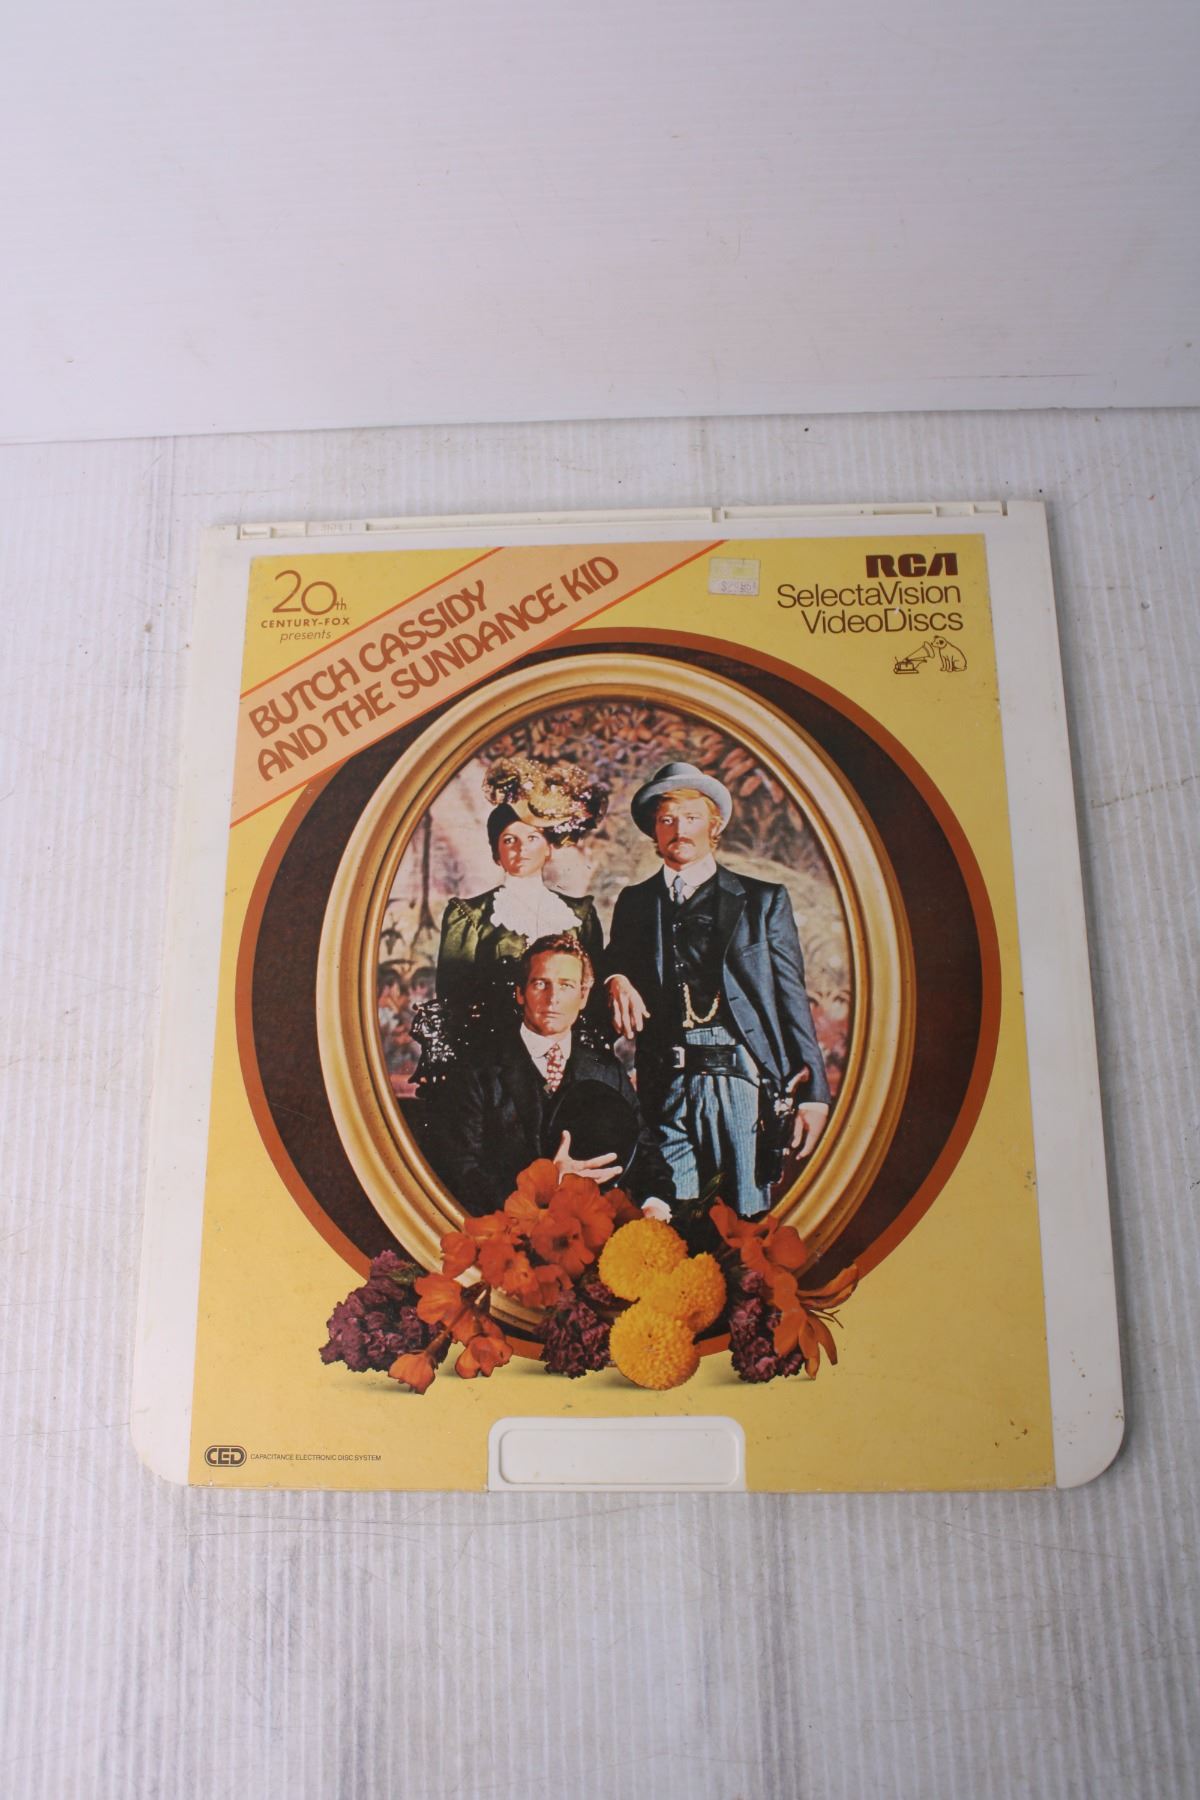 20th
CENTURY-FOX
presents
BUTCH CASSIDY
AND THE SUNDANCE KID
RCA
SelectaVision
VideoDiscs
CED CAPACITANCE ELECTRONIC DISC SYSTEM